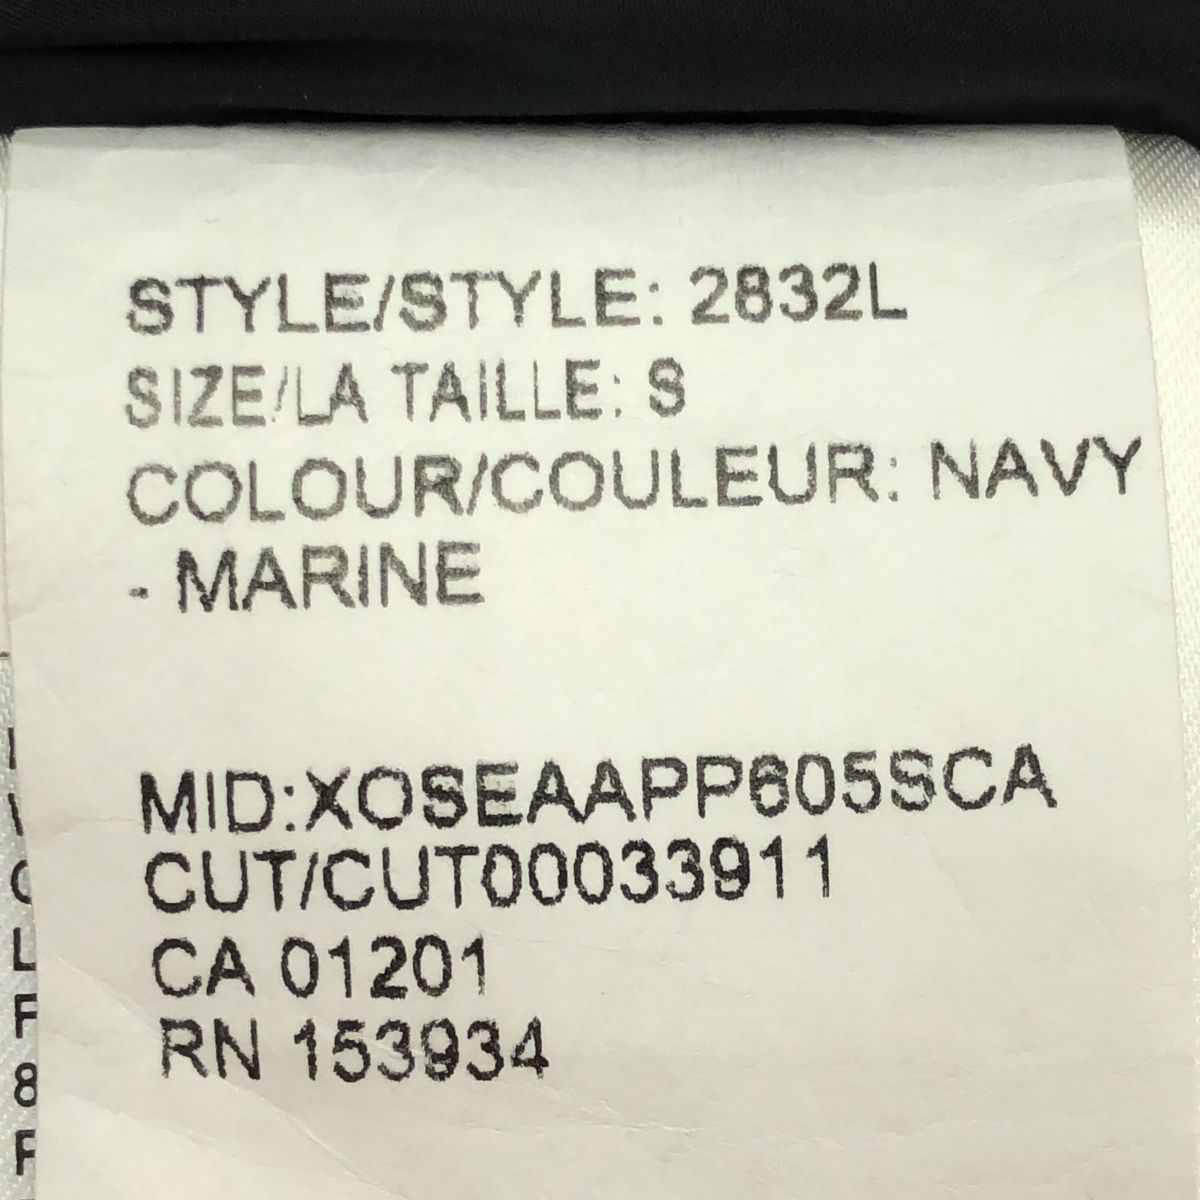 STYLE/STYLE: 2832L
SIZE/LA TAILLE: S
COLOUR/COULEUR: NAVY
- MARINE
MID:XOSEAAPP605SCA
CUT/CUT00033911
CA 01201
RN 153934